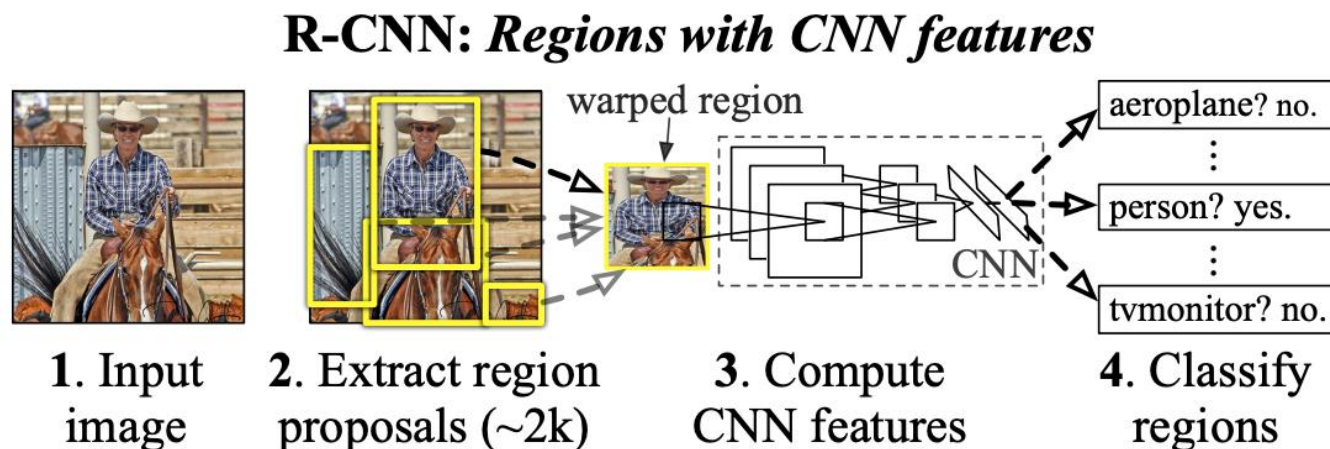 R-CNN: Regions with CNN features
warped region
aeroplane? no.
⋮
person? yes.
⋮
tvmonitor? no.
CNN
1. Input
image
2. Extract region
proposals (~2k)
3. Compute
CNN features
4. Classify
regions